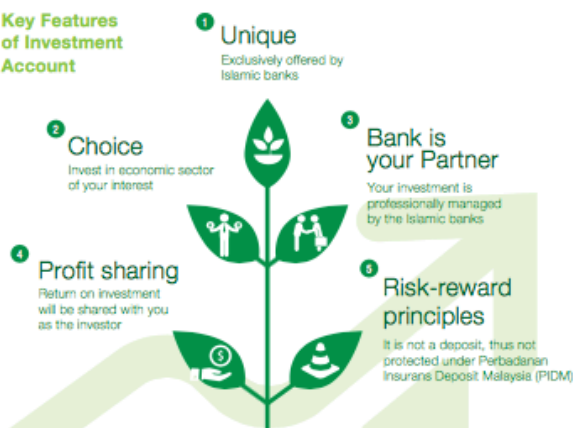 Key Features
of Investment
Account
1
Unique
Exclusively offered by
Islamic banks
2
Choice
Invest in economic sector
of your interest
3
Bank is
your Partner
Your investment is
professionally managed
by the Islamic banks
4
Profit sharing
Return on investment
will be shared with you
as the investor
5
Risk-reward
principles
It is not a deposit, thus not
protected under Perbadanan
Insurans Deposit Malaysia (PIDM)
$